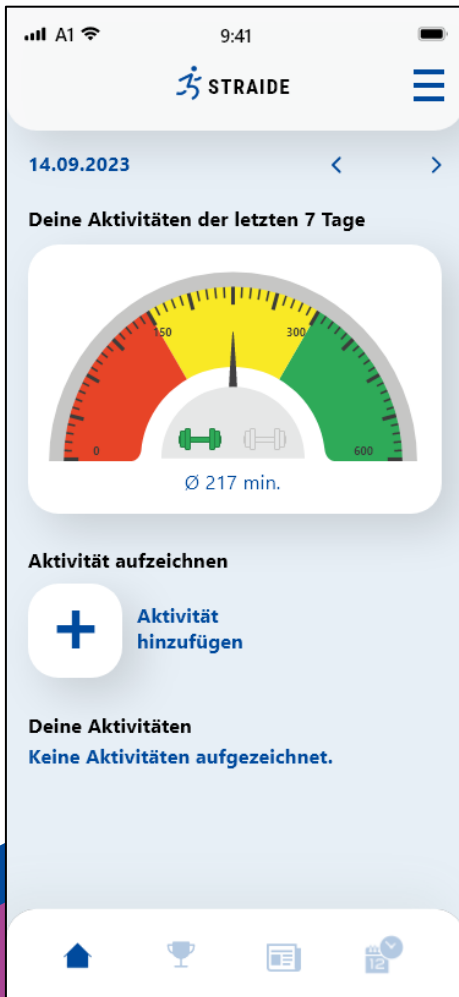 A1 9:41
STRAIDE
14.09.2023
Deine Aktivitäten der letzten 7 Tage
150 300
0 600
Ø 217 min.
Aktivität aufzeichnen
Aktivität
hinzufügen
Deine Aktivitäten
Keine Aktivitäten aufgezeichnet.
12